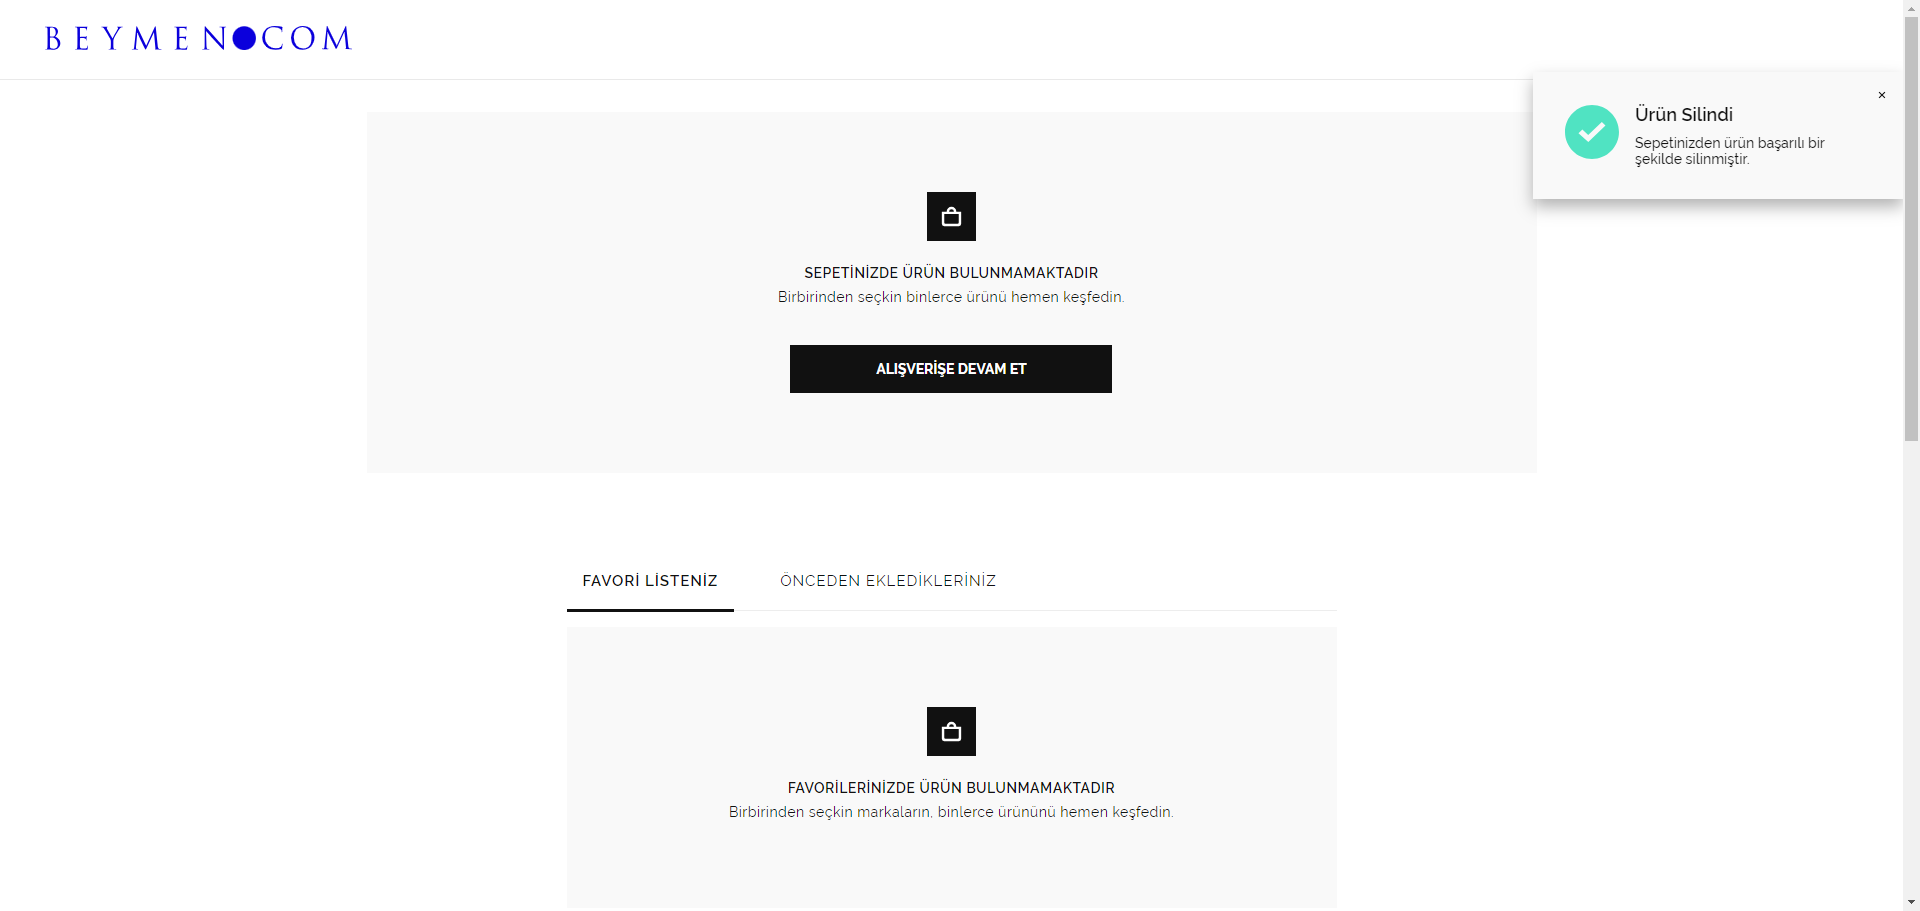 BEYMEN●COM
×
Ürün Silindi
Sepetinizden ürün başarılı bir
şekilde silinmiştir.
SEPETİNİZDE ÜRÜN BULUNMAMAKTADIR
Birbirinden seçkin binlerce ürünü hemen keşfedin.
ALIŞVERİŞE DEVAM ET
FAVORİ LİSTENİZ
ÖNCEDEN EKLEDİKLERİNİZ
FAVORİLERİNİZDE ÜRÜN BULUNMAMAKTADIR
Birbirinden seçkin markaların, binlerce ürününü hemen keşfedin.